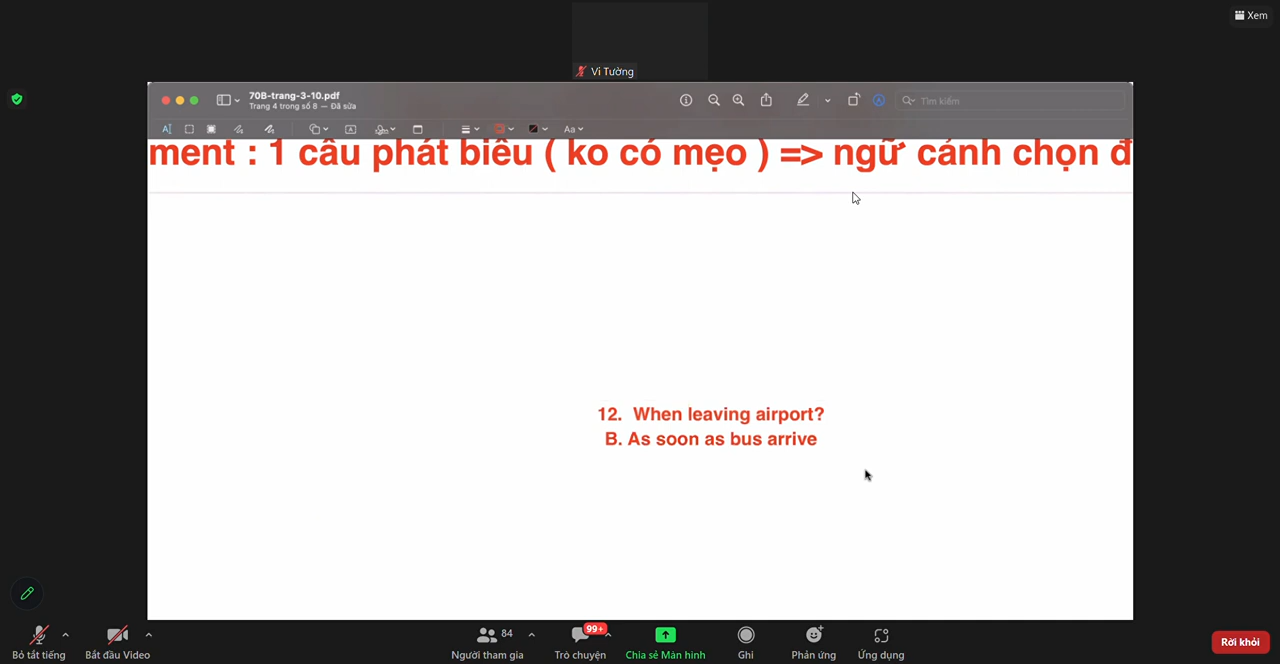 Xem
Vi Tường
70B-trang-3-10.pdf
Trang 4 trong số 8 — Đã sửa
Tìm kiếm
Aa
ment : 1 câu phát biểu ( ko có mẹo ) => ngữ cảnh chọn đ
12. When leaving airport?
B. As soon as bus arrive
84
99+
Bỏ tắt tiếng
Bắt đầu Video
Người tham gia
Trò chuyện
Chia sẻ Màn hình
Ghi
Phản ứng
Ứng dụng
Rời khỏi